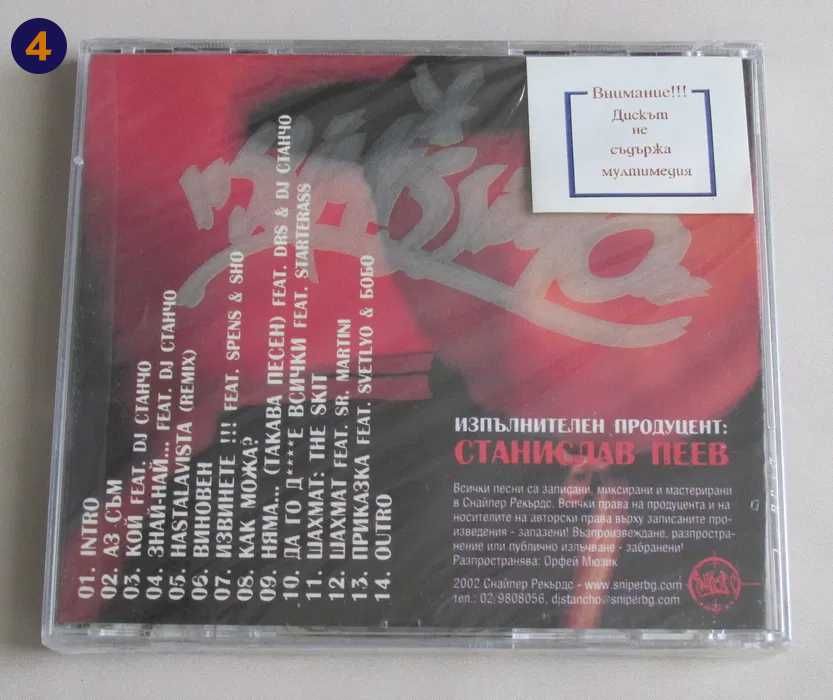 4
Внимание!!!
Дискът
не
съдържа
мултимедия
01. INTRO
02. АЗ СЪМ
03. КОЙ FEAT. DJ СТАНЧО
04. ЗНАЙ-НАЙ... FEAT. DJ СТАНЧО
05. HASTALAVISTA (REMIX)
06. ВИНОВЕН
07. ИЗВИНЕТЕ !!! FEAT. SPENS & SHO
08. КАК МОЖА?
09. НЯМА... (ТАКАВА ПЕСЕН) FEAT. DRS & DJ СТАНЧО
10. ДА ГО Д****Е ВСИЧКИ FEAT. STARTERASS
11. ШАХМАТ: THE SKIT
12. ШАХМАТ FEAT. SR. MARTINI
13. ПРИКАЗКА FEAT. SVETLYO & БОБО
14. OUTRO
ИЗПЪЛНИТЕЛЕН ПРОДУЦЕНТ:
СТАНИСЛАВ ПЕЕВ
Всички песни са записани, миксирани и мастерирани
в Снайпер Рекърдс. Всички права на продуцента и на
носителите на авторски права върху записаните про-
изведения - запазени! Възпроизвеждане, разпростра-
нение или публично излъчване - забранени!
Разпространява: Орфей Мюзик
2002 Снайпер Рекърдс - www.sniperbg.com
тел.: 02/9808056, djstancho@sniperbg.com